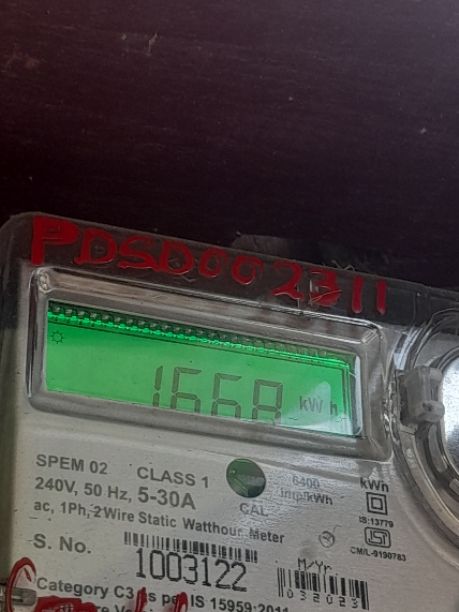 PDSD002311
1668 kWh
SPEM 02 CLASS 1
6400 imp/kWh
kWh
240V, 50 Hz, 5-30A
CAL
IS:13779
ac, 1Ph, 2Wire Static Watthour Meter
CM/L-9190783
S. No.
1003122
M/Yr.
032023
Category C3 as per IS 15959:2011